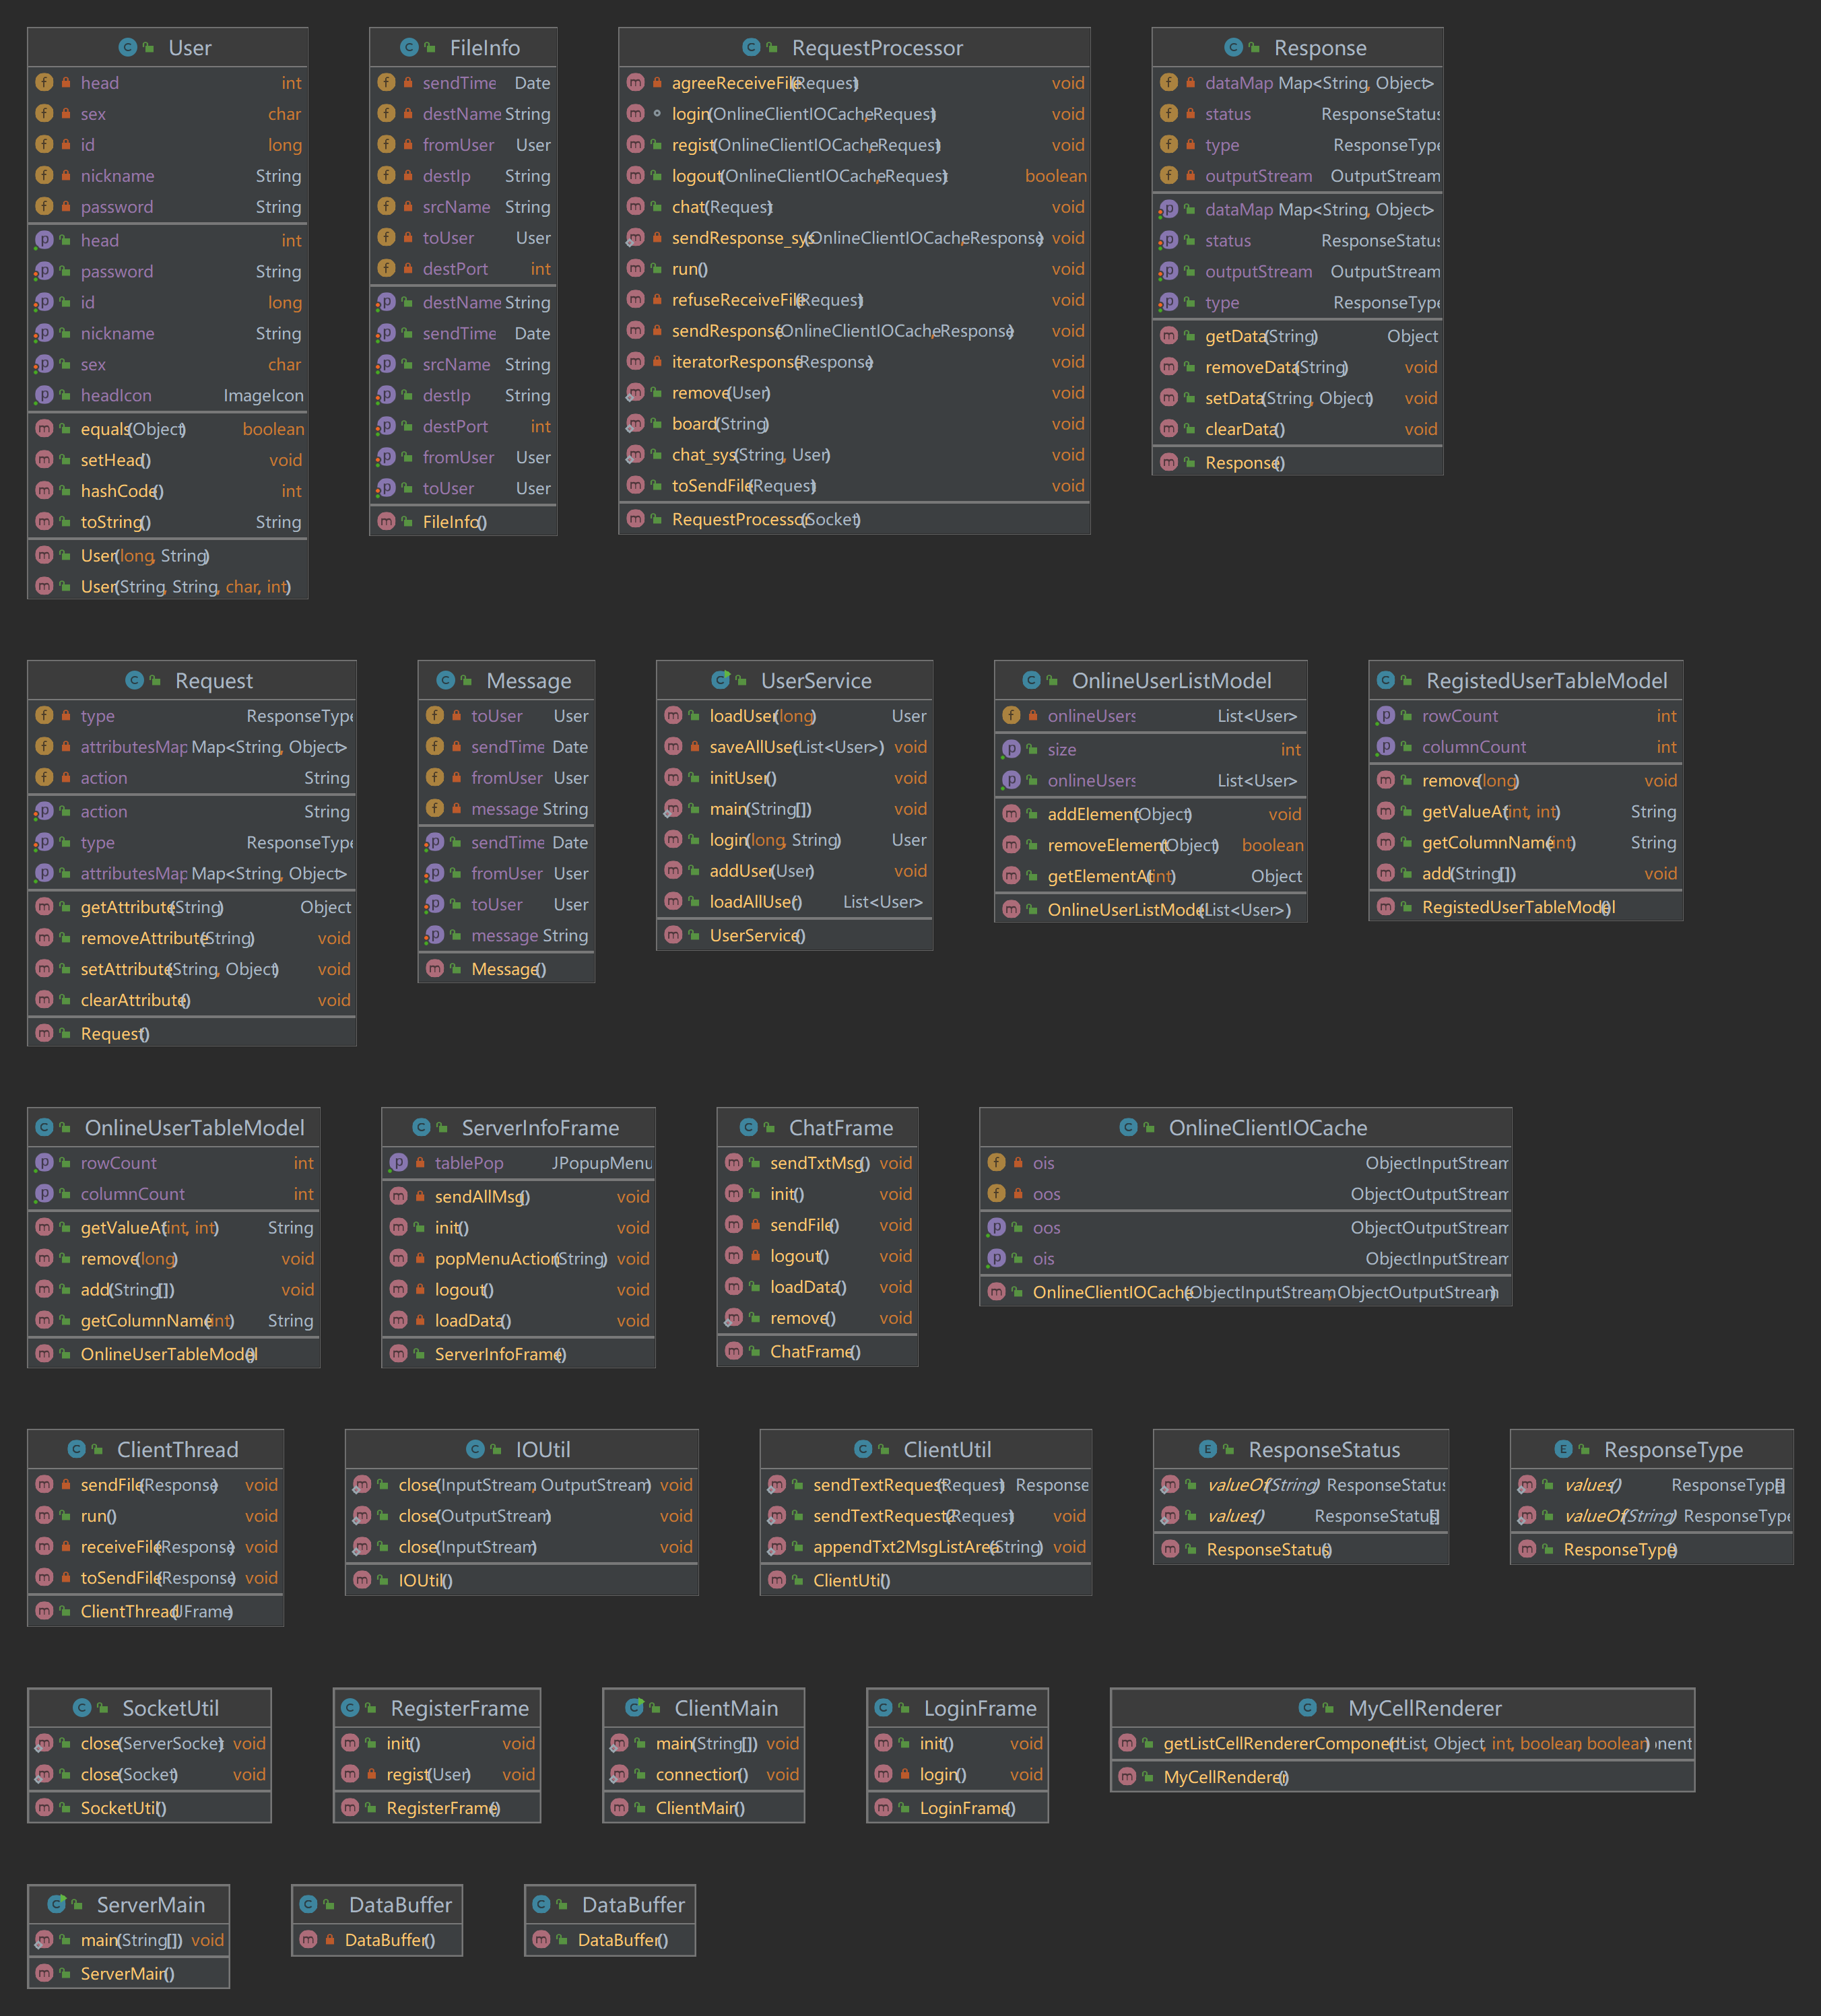 User
head int
sex char
id long
nickname String
password String
head int
password String
id long
nickname String
sex char
headIcon ImageIcon
equals(Object) boolean
setHead() void
hashCode() int
toString() String
User(long, String)
User(String, String, char, int)
FileInfo
sendTime Date
destName String
fromUser User
destIp String
srcName String
toUser User
destPort int
destName String
sendTime Date
srcName String
destIp String
destPort int
fromUser User
toUser User
FileInfo()
RequestProcessor
agreeReceiveFile(Request) void
login(OnlineClientIOCache, Request) void
regist(OnlineClientIOCache, Request) void
logout(OnlineClientIOCache, Request) boolean
chat(Request) void
sendResponse_sys(OnlineClientIOCache, Response) void
run() void
refuseReceiveFile(Request) void
sendResponse(OnlineClientIOCache, Response) void
iteratorResponse(Response) void
remove(User) void
board(String) void
chat_sys(String, User) void
toSendFile(Request) void
RequestProcessor(Socket)
Response
dataMap Map<String, Object>
status ResponseStatus
type ResponseType
outputStream OutputStream
dataMap Map<String, Object>
status ResponseStatus
outputStream OutputStream
type ResponseType
getData(String) Object
removeData(String) void
setData(String, Object) void
clearData() void
Response()
Request
type ResponseType
attributesMap Map<String, Object>
action String
action String
type ResponseType
attributesMap Map<String, Object>
getAttribute(String) Object
removeAttribute(String) void
setAttribute(String, Object) void
clearAttribute() void
Request()
Message
toUser User
sendTime Date
fromUser User
message String
sendTime Date
fromUser User
toUser User
message String
Message()
UserService
loadUser(long) User
saveAllUser(List<User>) void
initUser() void
main(String[]) void
login(long, String) User
addUser(User) void
loadAllUser() List<User>
UserService()
OnlineUserListModel
onlineUsers List<User>
size int
onlineUsers List<User>
addElement(Object) void
removeElement(Object) boolean
getElementAt(int) Object
OnlineUserListModel(List<User>)
RegistedUserTableModel
rowCount int
columnCount int
remove(long) void
getValueAt(int, int) String
getColumnName(int) String
add(String[]) void
RegistedUserTableModel()
OnlineUserTableModel
rowCount int
columnCount int
getValueAt(int, int) String
remove(long) void
add(String[]) void
getColumnName(int) String
OnlineUserTableModel()
ServerInfoFrame
tablePop JPopupMenu
sendAllMsg() void
init() void
popMenuAction(String) void
logout() void
loadData() void
ServerInfoFrame()
ChatFrame
sendTxtMsg() void
init() void
sendFile() void
logout() void
loadData() void
remove() void
ChatFrame()
OnlineClientIOCache
ois ObjectInputStream
oos ObjectOutputStream
oos ObjectOutputStream
ois ObjectInputStream
OnlineClientIOCache(ObjectInputStream, ObjectOutputStream)
ClientThread
sendFile(Response) void
run() void
receiveFile(Response) void
toSendFile(Response) void
ClientThread(JFrame)
IOUtil
close(InputStream, OutputStream) void
close(OutputStream) void
close(InputStream) void
IOUtil()
ClientUtil
sendTextRequest(Request) Response
sendTextRequest2(Request) void
appendTxt2MsgListArea(String) void
ClientUtil()
ResponseStatus
valueOf(String) ResponseStatus
values() ResponseStatus[]
ResponseStatus()
ResponseType
values() ResponseType[]
valueOf(String) ResponseType
ResponseType()
SocketUtil
close(ServerSocket) void
close(Socket) void
SocketUtil()
RegisterFrame
init() void
regist(User) void
RegisterFrame()
ClientMain
main(String[]) void
connection() void
ClientMain()
LoginFrame
init() void
login() void
LoginFrame()
MyCellRenderer
getListCellRendererComponent(JList, Object, int, boolean, boolean)
MyCellRenderer()
ServerMain
main(String[]) void
ServerMain()
DataBuffer
DataBuffer()
DataBuffer
DataBuffer()